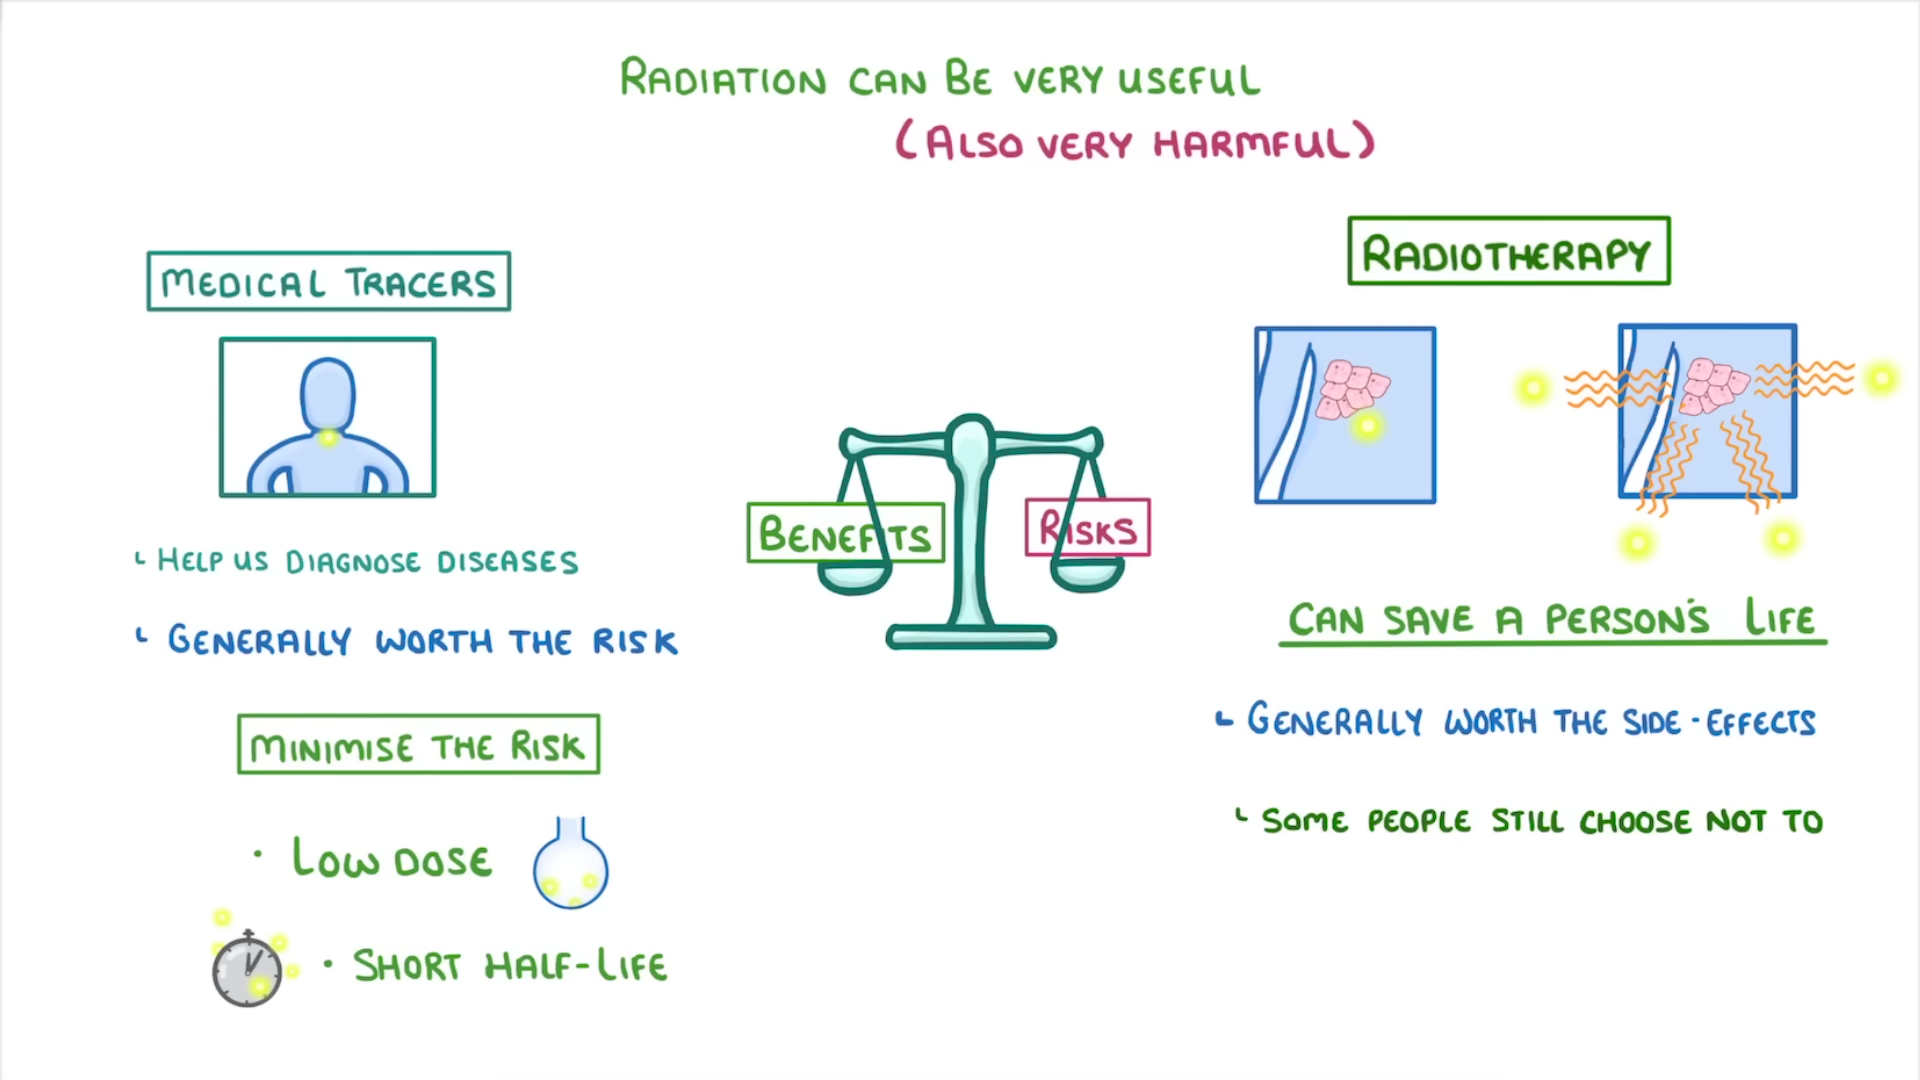 RADIATION CAN BE VERY USEFUL
(ALSO VERY HARMFUL)
MEDICAL TRACERS
HELP US DIAGNOSE DISEASES
GENERALLY WORTH THE RISK
MINIMISE THE RISK
· LOW DOSE
· SHORT HALF-LIFE
BENEFITS
RISKS
RADIOTHERAPY
CAN SAVE A PERSON'S LIFE
GENERALLY WORTH THE SIDE-EFFECTS
SOME PEOPLE STILL CHOOSE NOT TO